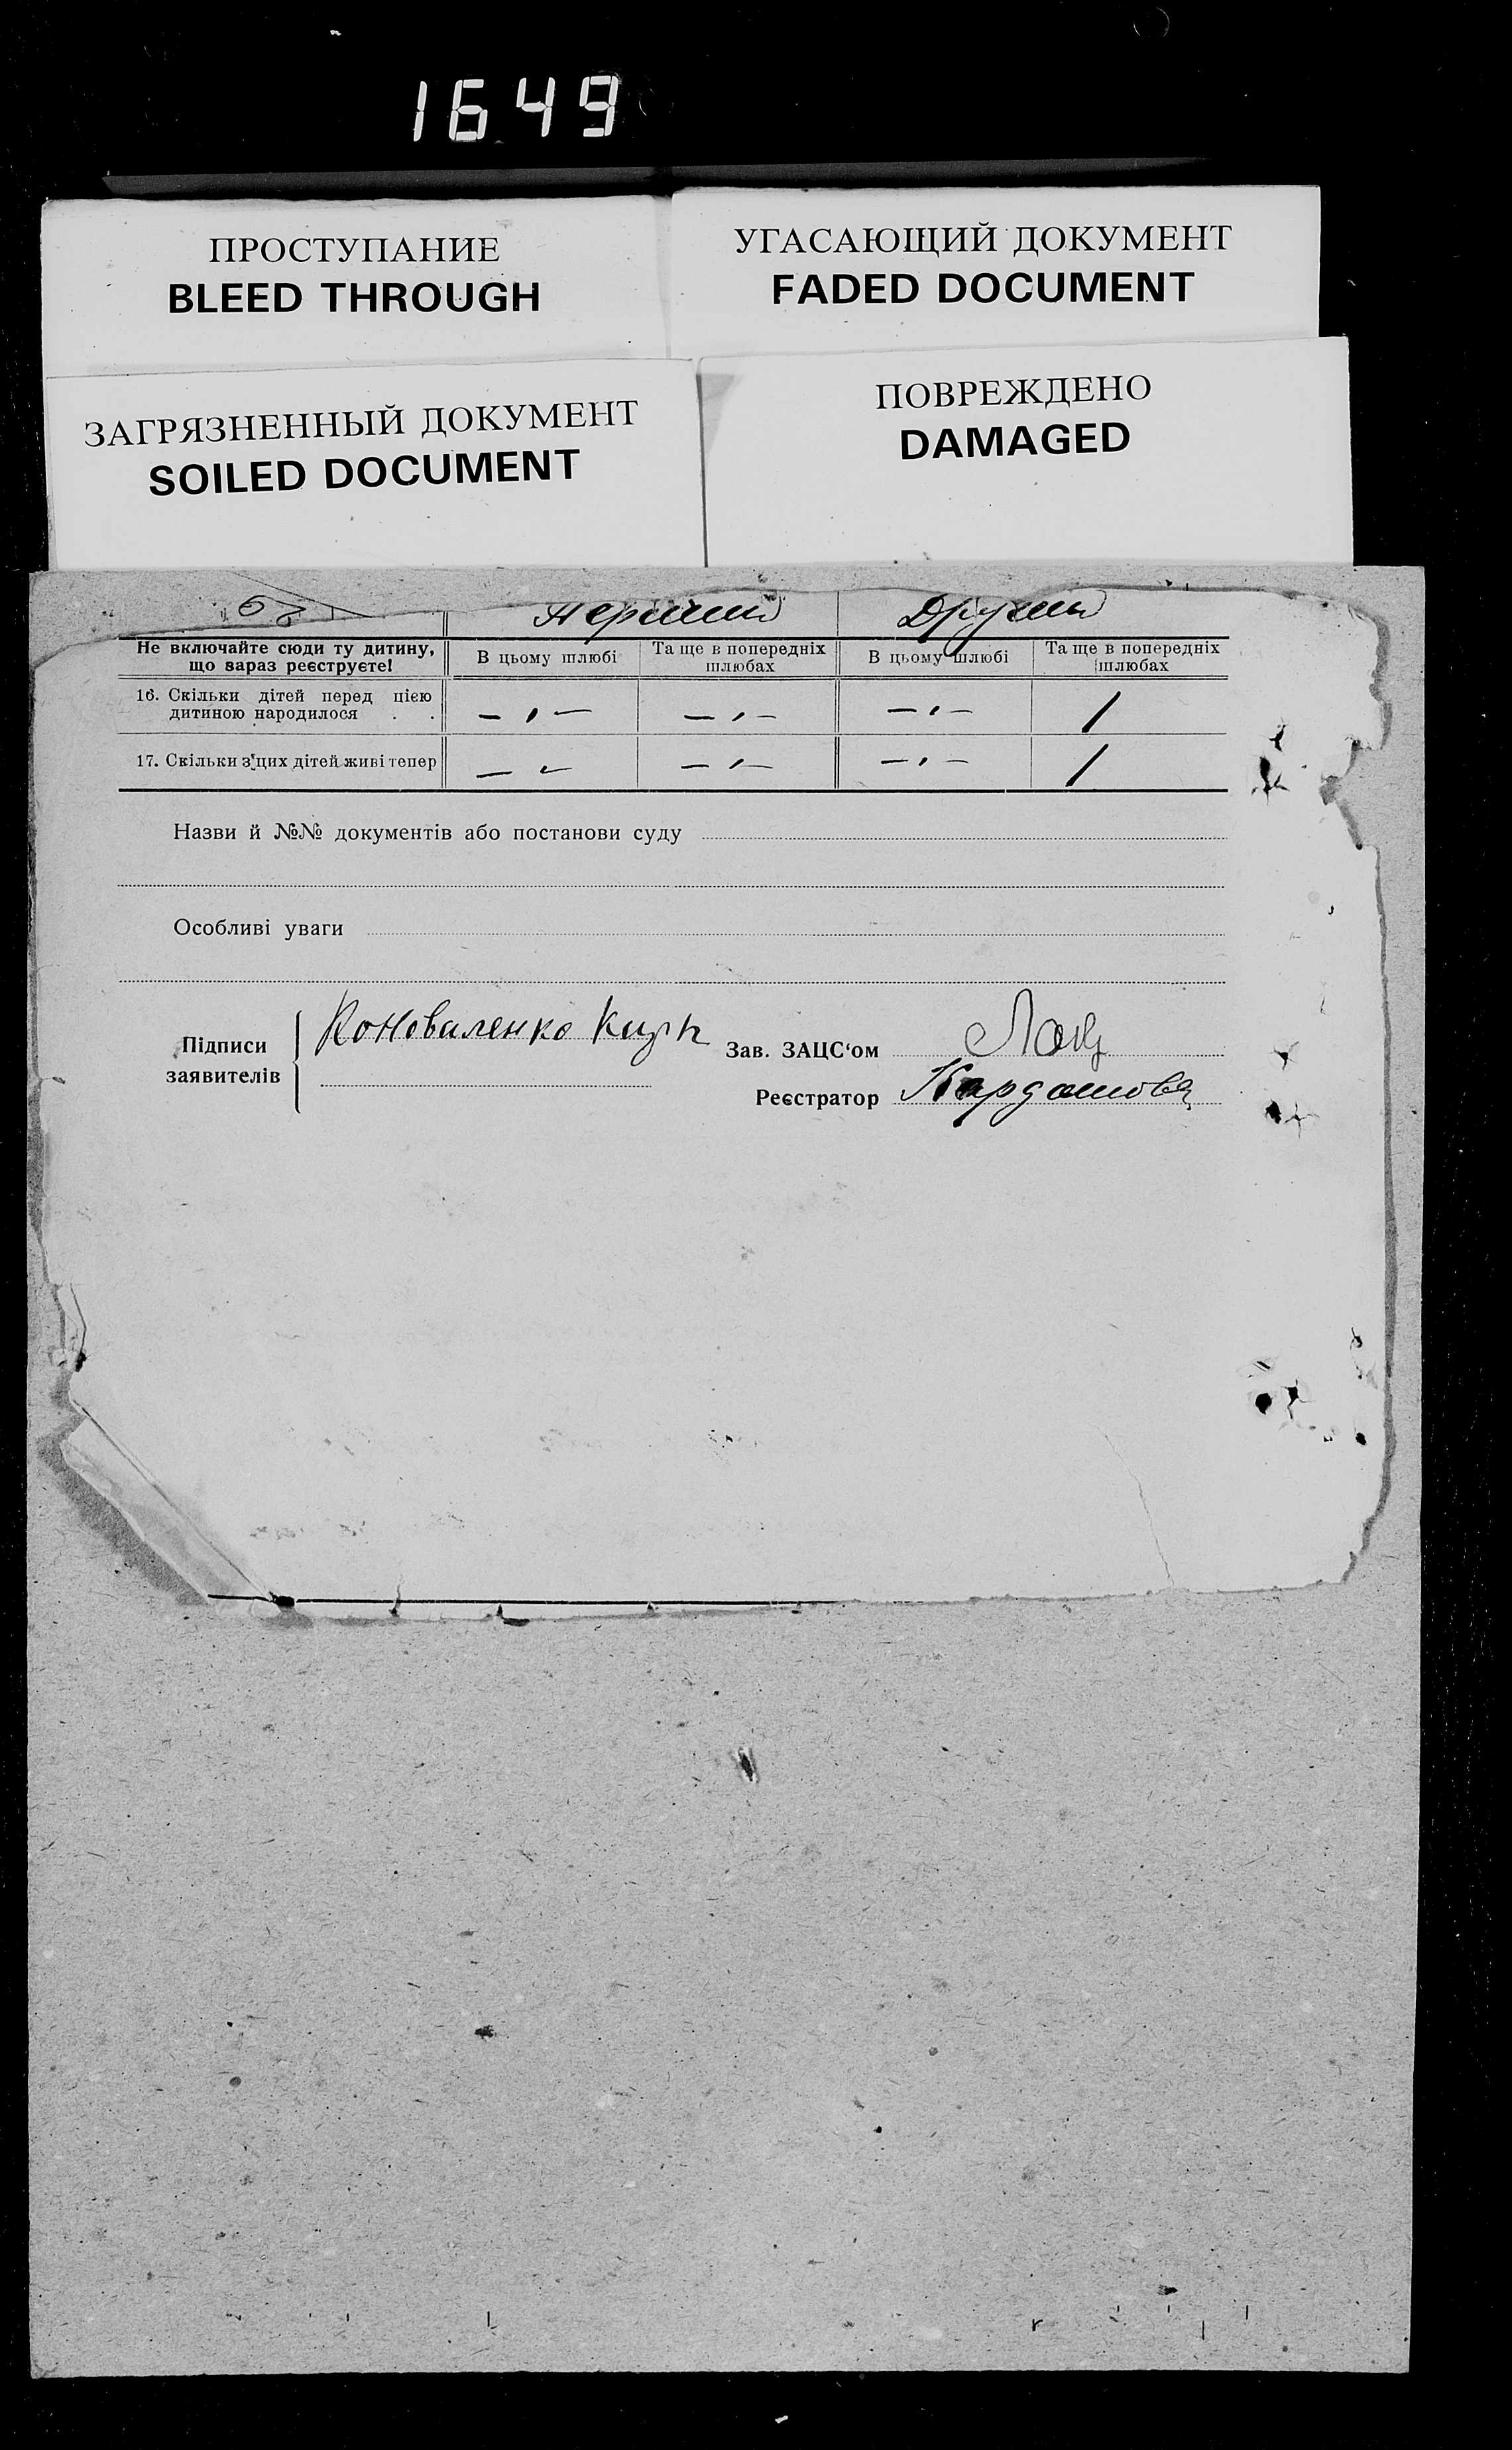 1649
ПРОСТУПАНИЕ
BLEED THROUGH
УГАСАЮЩИЙ ДОКУМЕНТ
FADED DOCUMENT
ЗАГРЯЗНЕННЫЙ ДОКУМЕНТ
SOILED DOCUMENT
ПОВРЕЖДЕНО
DAMAGED
Перший Другий
Не включайте сюди ту дитину, що зараз реєструєте!
В цьому шлюбі
Та ще в попередніх шлюбах
В цьому шлюбі
Та ще в попередніх шлюбах
16. Скільки дітей перед цією
дитиною народилося . . — „ — — „ — — „ — 1
17. Скільки з цих дітей живі тепер — „ — — „ — — „ — 1
Назви й №№ документів або постанови суду
Особливі уваги
Підписи заявителів
Коноваленко
Зав. ЗАЦС‘ом
Реєстратор